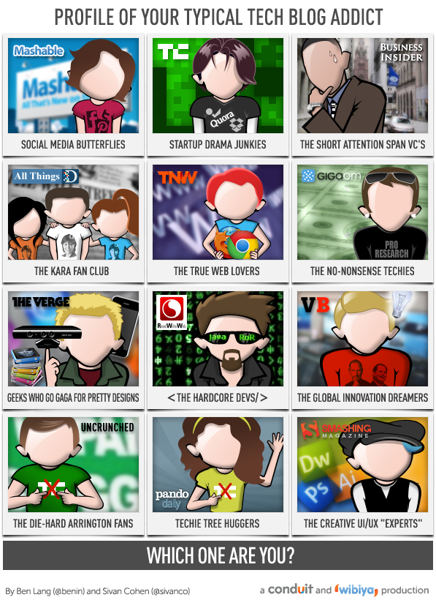 PROFILE OF YOUR TYPICAL TECH BLOG ADDICT
Mashable
Mash
All That's New on
SOCIAL MEDIA BUTTERFLIES
TC
Quora
STARTUP DRAMA JUNKIES
BUSINESS
INSIDER
THE SHORT ATTENTION SPAN VC'S
All Things D
THE KARA FAN CLUB
TNW
THE TRUE WEB LOVERS
GIGAOM
PRO
RESEARCH
THE NO-NONSENSE TECHIES
THE VERGE
GEEKS WHO GO GAGA FOR PRETTY DESIGNS
ReadWriteWeb
Java RoR
< THE HARDCORE DEVS/ >
VB
THE GLOBAL INNOVATION DREAMERS
UNCRUNCHED
THE DIE-HARD ARRINGTON FANS
pando
daily
TECHIE TREE HUGGERS
SMASHING
MAGAZINE
Dw
Ps Ai
THE CREATIVE UI/UX "EXPERTS"
WHICH ONE ARE YOU?
By Ben Lang (@benin) and Sivan Cohen (@sivanco)
a conduit and wibiya production